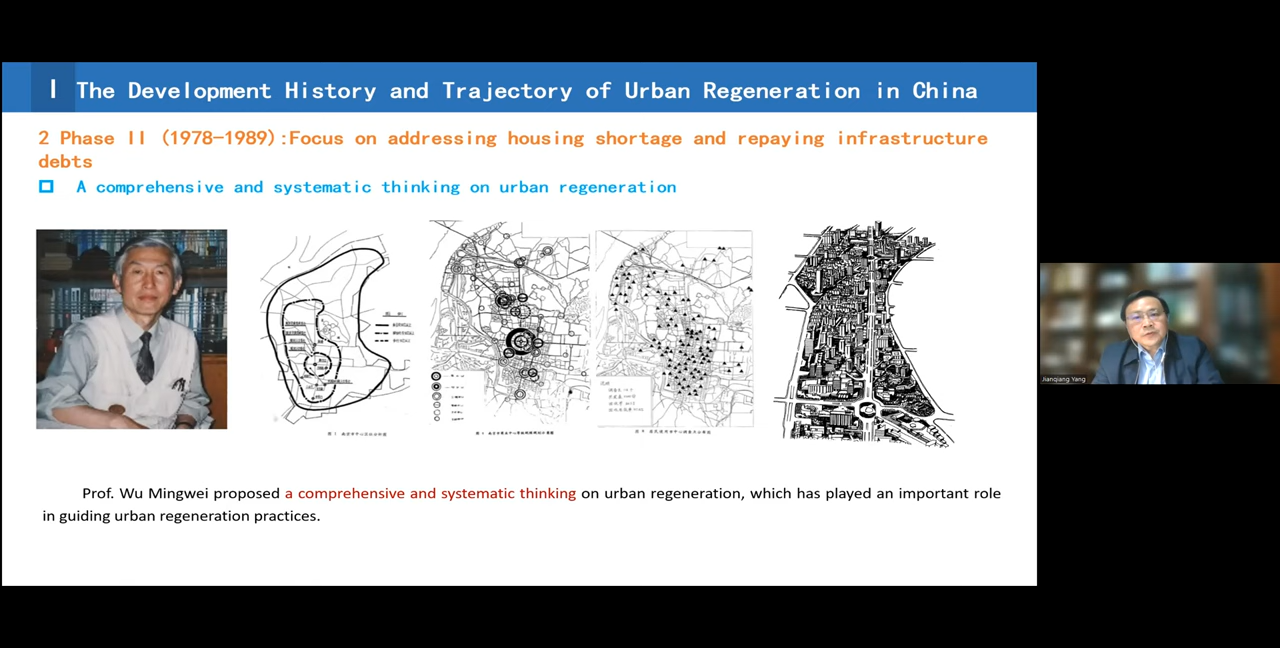 I The Development History and Trajectory of Urban Regeneration in China
2 Phase II (1978-1989):Focus on addressing housing shortage and repaying infrastructure
debts
A comprehensive and systematic thinking on urban regeneration
Prof. Wu Mingwei proposed a comprehensive and systematic thinking on urban regeneration, which has played an important role
in guiding urban regeneration practices.
Jianqiang Yang